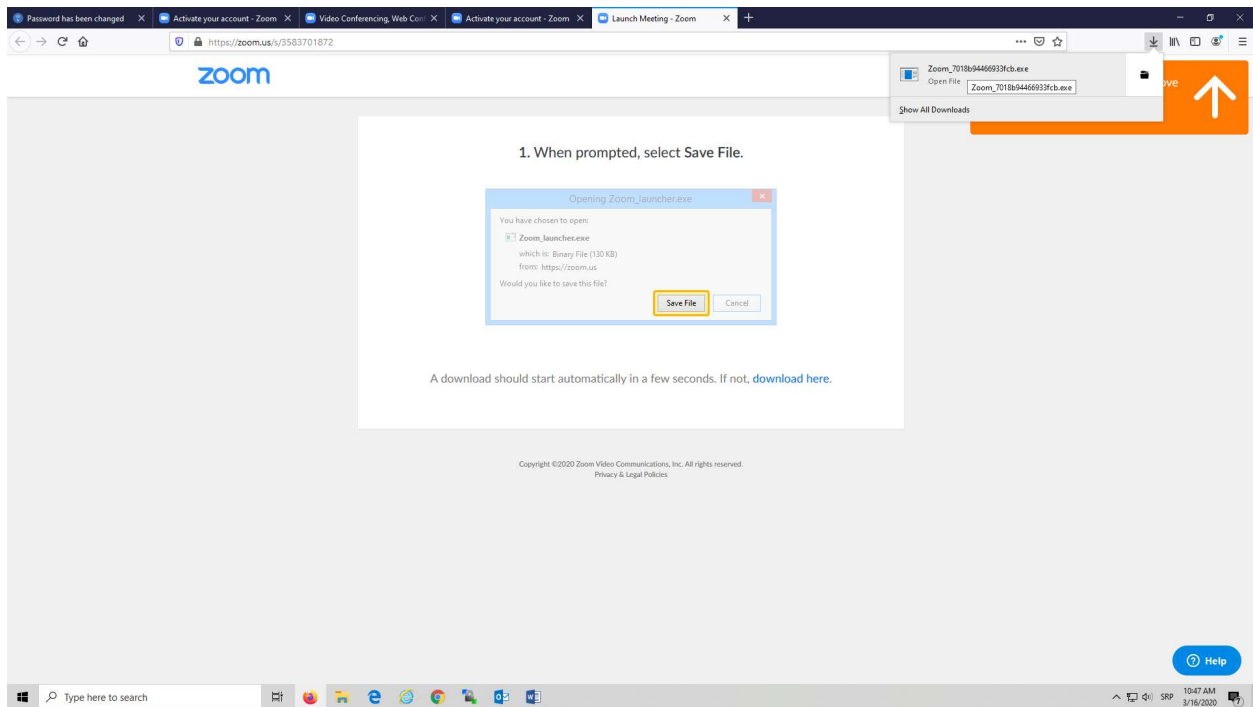 Password has been changed
Activate your account - Zoom
Video Conferencing, Web Conf
Activate your account - Zoom
Launch Meeting - Zoom
https://zoom.us/s/3583701872
zoom
Zoom_7018b94466933fcb.exe
Open File
Zoom_7018b94466933fcb.exe
Show All Downloads
ove
1. When prompted, select Save File.
Opening Zoom_launcher.exe
You have chosen to open:
Zoom_launcher.exe
which is: Binary File (130 KB)
from: https://zoom.us
Would you like to save this file?
Save File
Cancel
A download should start automatically in a few seconds. If not, download here.
Copyright ©2020 Zoom Video Communications, Inc. All rights reserved.
Privacy & Legal Policies
Help
Type here to search
SRP
10:47 AM
3/16/2020